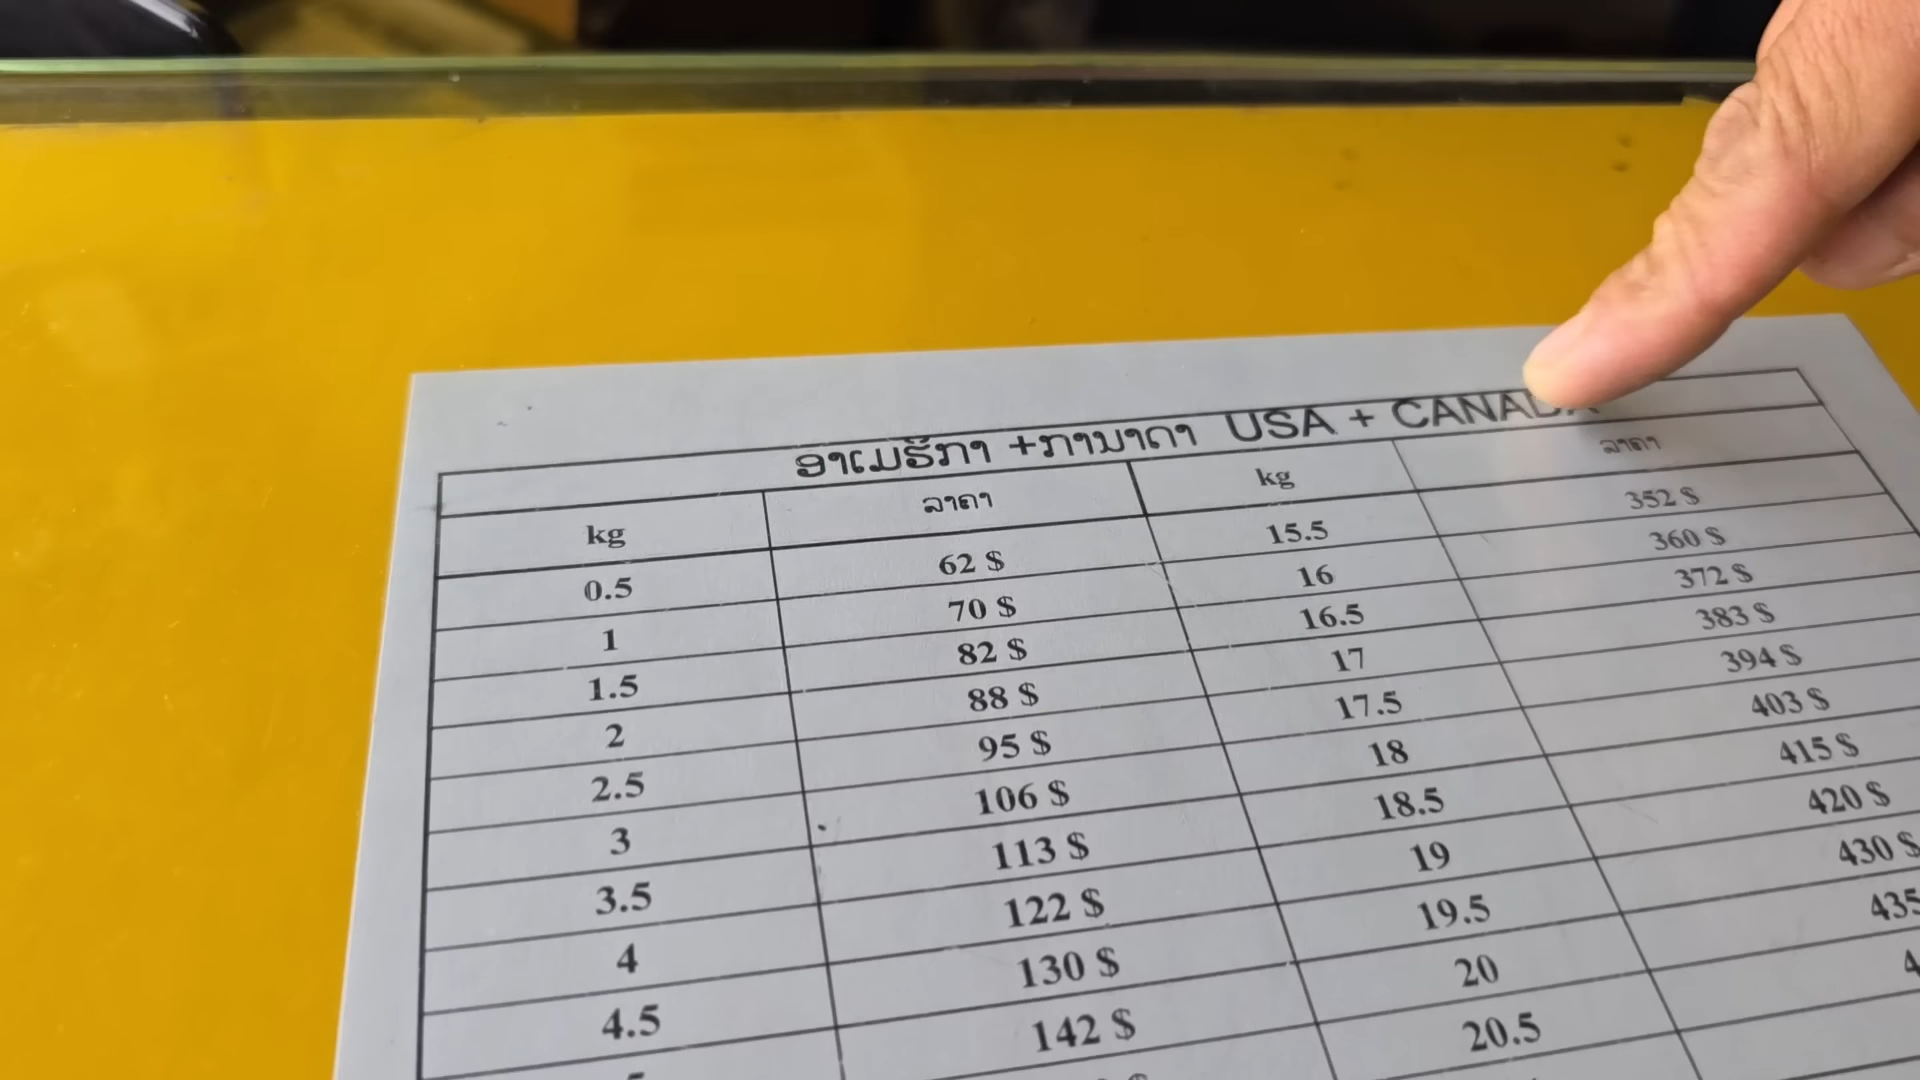 ອາເມຣິກາ +ການາດາ USA + CANADA
kg ລາຄາ kg ລາຄາ
0.5 62 $ 15.5 352 $
1 70 $ 16 360 $
1.5 82 $ 16.5 372 $
2 88 $ 17 383 $
2.5 95 $ 17.5 394 $
3 106 $ 18 403 $
3.5 113 $ 18.5 415 $
4 122 $ 19 420 $
4.5 130 $ 19.5 430 $
142 $ 20 435
20.5